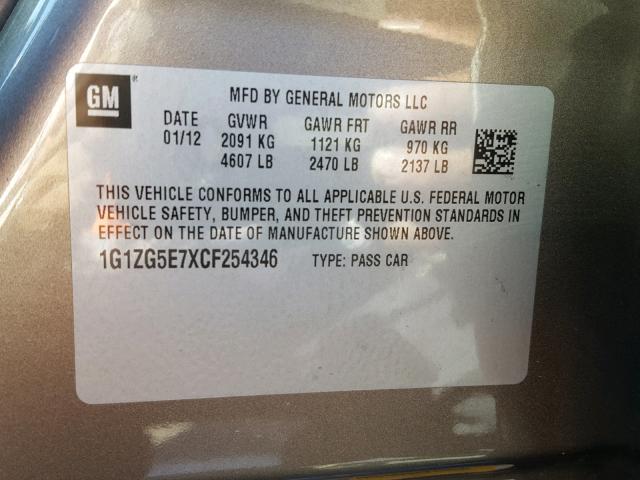 GM
MFD BY GENERAL MOTORS LLC
DATE GVWR GAWR FRT GAWR RR
01/12 2091 KG 1121 KG 970 KG
4607 LB 2470 LB 2137 LB
THIS VEHICLE CONFORMS TO ALL APPLICABLE U.S. FEDERAL MOTOR
VEHICLE SAFETY, BUMPER, AND THEFT PREVENTION STANDARDS IN
EFFECT ON THE DATE OF MANUFACTURE SHOWN ABOVE.
1G1ZG5E7XCF254346 TYPE: PASS CAR